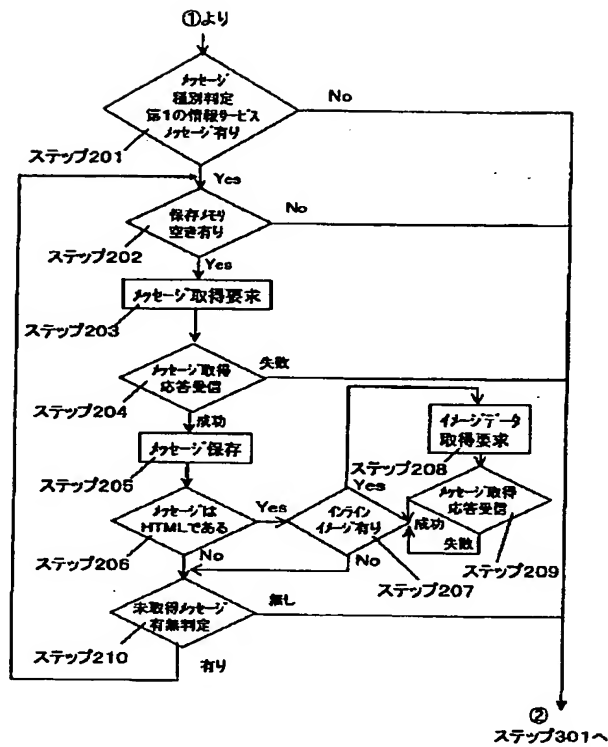 ①より
メッセージ
種別判定
第1の情報サービス
メッセージ有り
No
ステップ201
Yes
保存メモリ
空き有り
No
ステップ202
Yes
メッセージ取得要求
ステップ203
メッセージ取得
応答受信
失敗
ステップ204
成功
イメージデータ
取得要求
メッセージ保存
ステップ208
ステップ205
Yes
メッセージ取得
応答受信
メッセージは
HTMLである
Yes
インライン
イメージ有り
成功
失敗
ステップ206
No
No
ステップ209
ステップ207
未取得メッセージ
有無判定
無し
ステップ210
有り
②
ステップ301へ